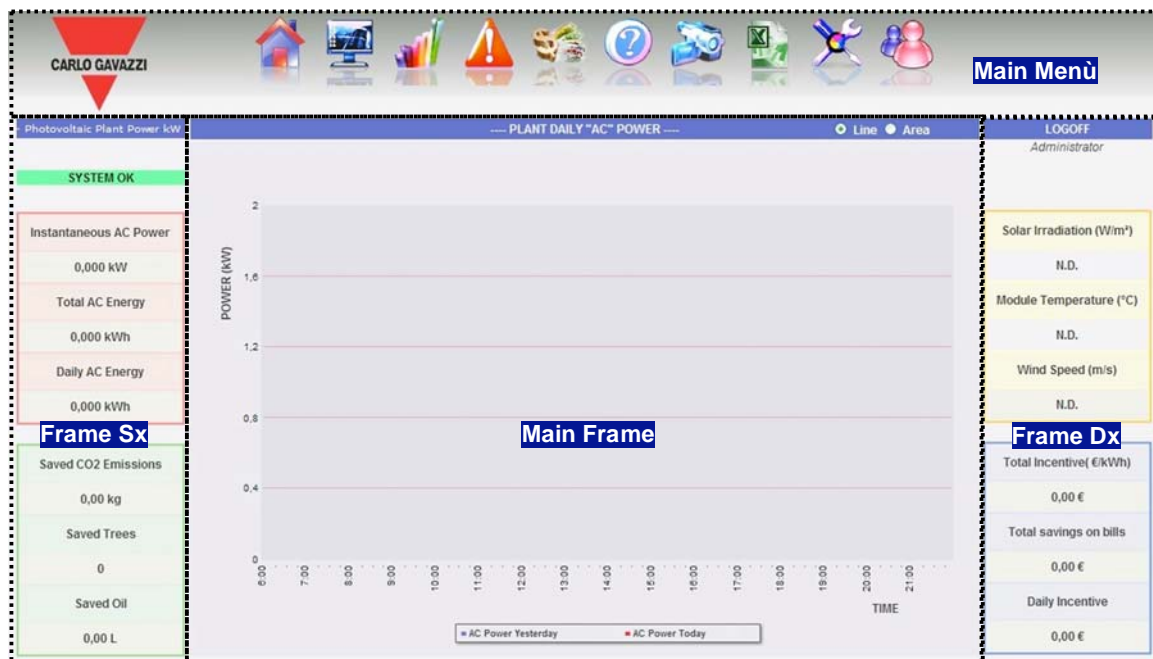 CARLO GAVAZZI
Main Menù
- Photovoltaic Plant Power kW
---- PLANT DAILY "AC" POWER ----
Line
Area
LOGOFF
Administrator
SYSTEM OK
Instantaneous AC Power
0,000 kW
Total AC Energy
0,000 kWh
Daily AC Energy
0,000 kWh
Frame Sx
Saved CO2 Emissions
0,00 kg
Saved Trees
0
Saved Oil
0,00 L
POWER (kW)
2
1,6
1,2
0,8
0,4
0
Main Frame
6:00 7:00 8:00 9:00 10:00 11:00 12:00 13:00 14:00 15:00 16:00 17:00 18:00 19:00 20:00 21:00
TIME
AC Power Yesterday
AC Power Today
Solar Irradiation (W/m²)
N.D.
Module Temperature (°C)
N.D.
Wind Speed (m/s)
N.D.
Frame Dx
Total Incentive( €/kWh)
0,00 €
Total savings on bills
0,00 €
Daily Incentive
0,00 €